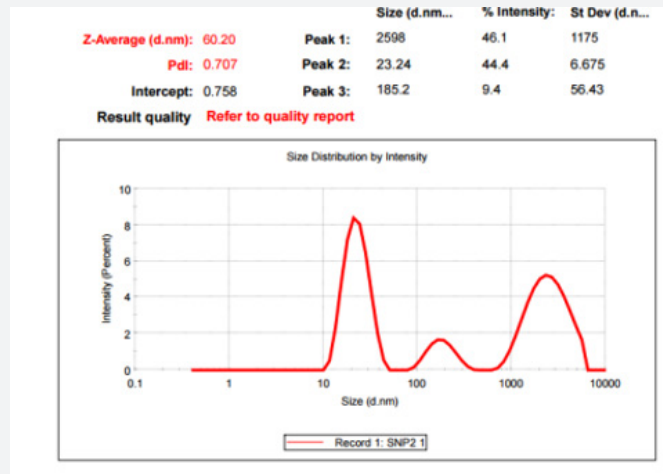 Size (d.nm... % Intensity: St Dev (d.n...
Z-Average (d.nm): 60.20 Peak 1: 2598 46.1 1175
PdI: 0.707 Peak 2: 23.24 44.4 6.675
Intercept: 0.758 Peak 3: 185.2 9.4 56.43
Result quality Refer to quality report
Size Distribution by Intensity
Intensity (Percent)
10
8
6
4
2
0
0.1 1 10 100 1000 10000
Size (d.nm)
Record 1: SNP2 1